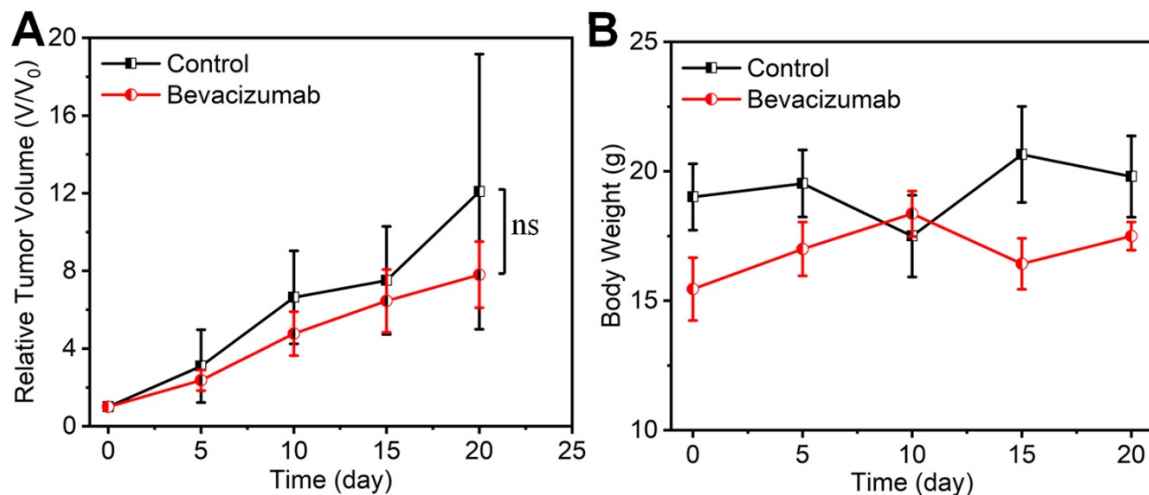 A
Relative Tumor Volume (V/V₀)
20
16
12
8
4
0
Control
Bevacizumab
ns
0 5 10 15 20 25
Time (day)
B
Body Weight (g)
25
20
15
10
Control
Bevacizumab
0 5 10 15 20
Time (day)